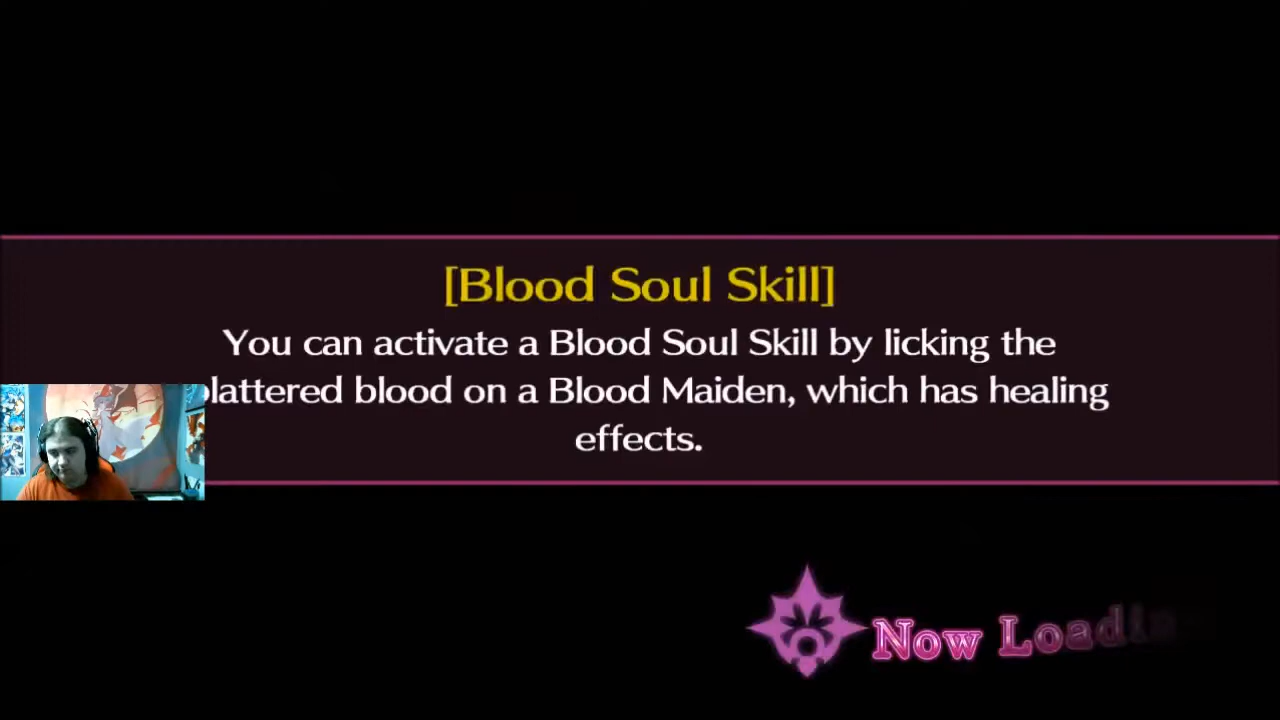 [Blood Soul Skill]
You can activate a Blood Soul Skill by licking the
blood on a Blood Maiden, which has healing
effects.
Now Loading